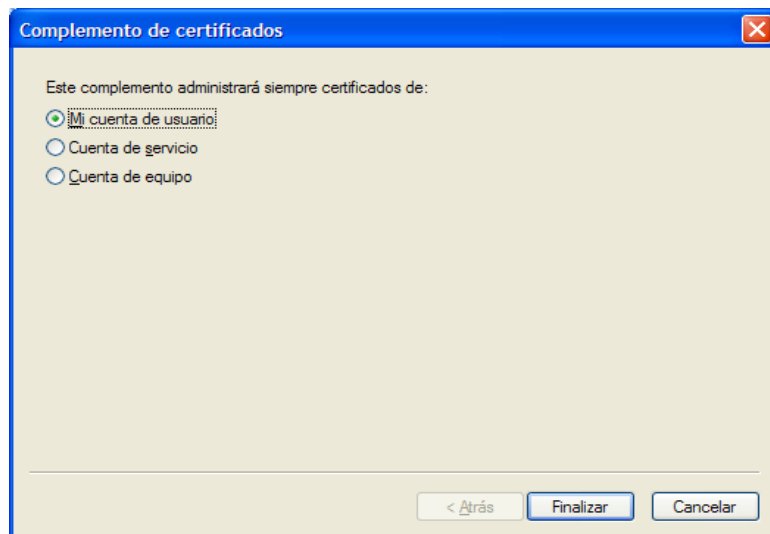 Complemento de certificados
Este complemento administrará siempre certificados de:
Mi cuenta de usuario
Cuenta de servicio
Cuenta de equipo
< Atrás Finalizar Cancelar